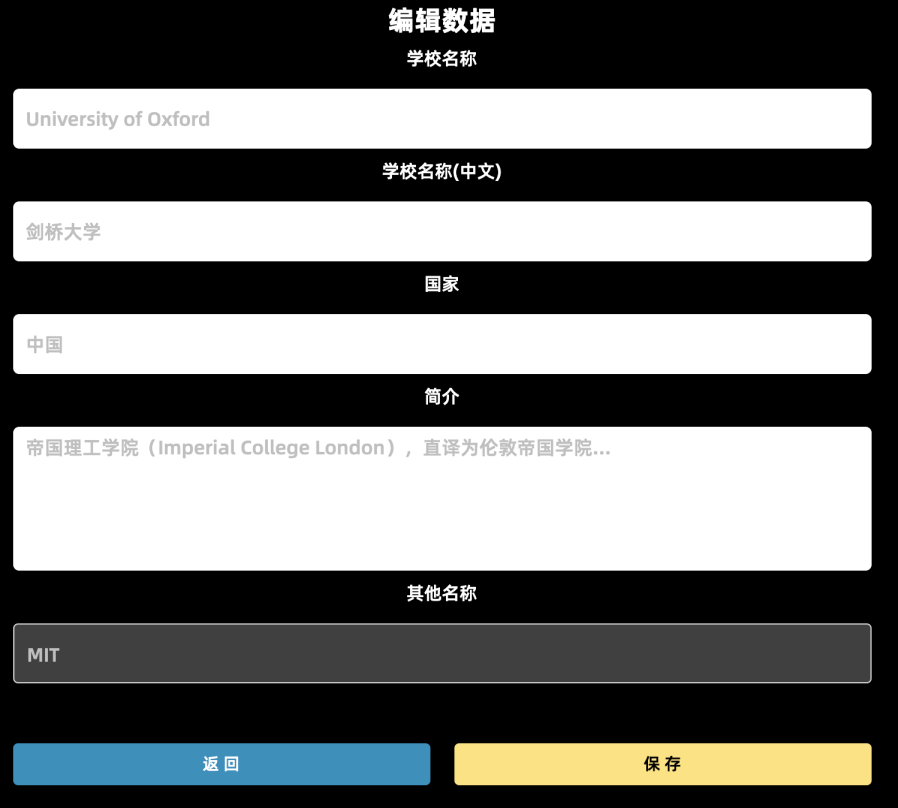 编辑数据
学校名称
University of Oxford
学校名称(中文)
剑桥大学
国家
中国
简介
帝国理工学院（Imperial College London），直译为伦敦帝国学院...
其他名称
MIT
返 回
保 存